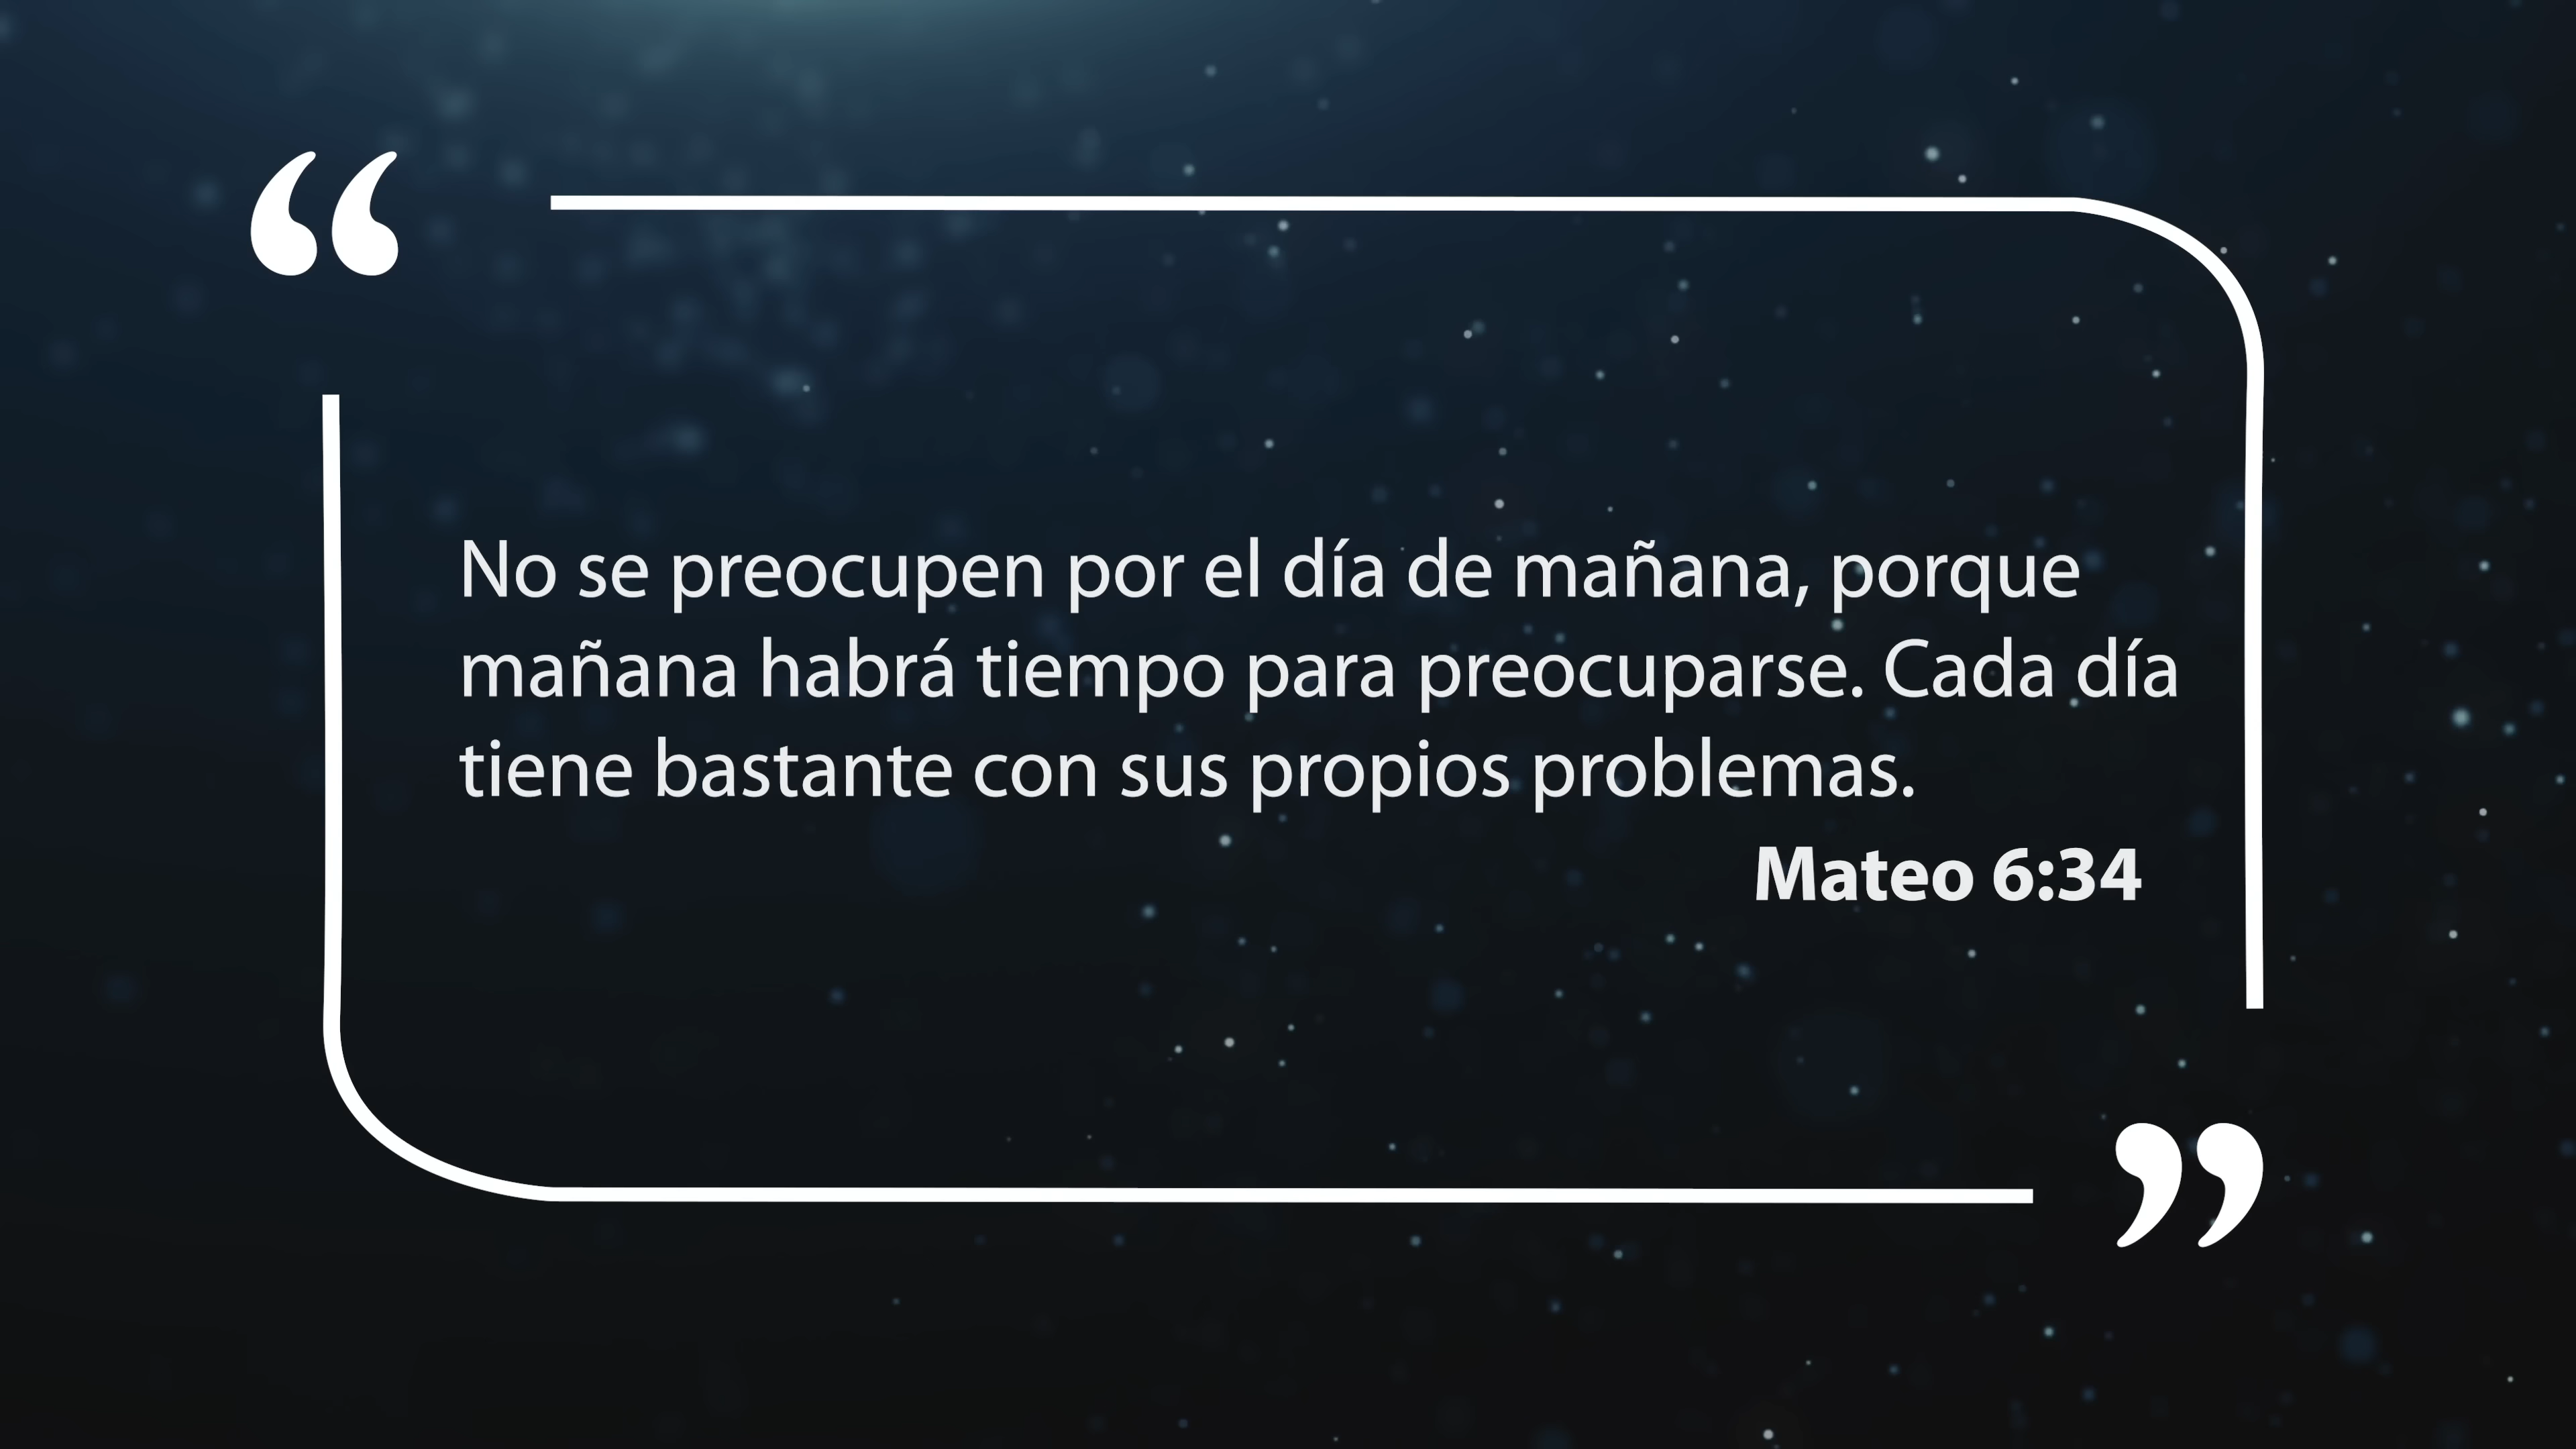 “
No se preocupen por el día de mañana, porque
mañana habrá tiempo para preocuparse. Cada día
tiene bastante con sus propios problemas.
Mateo 6:34
”